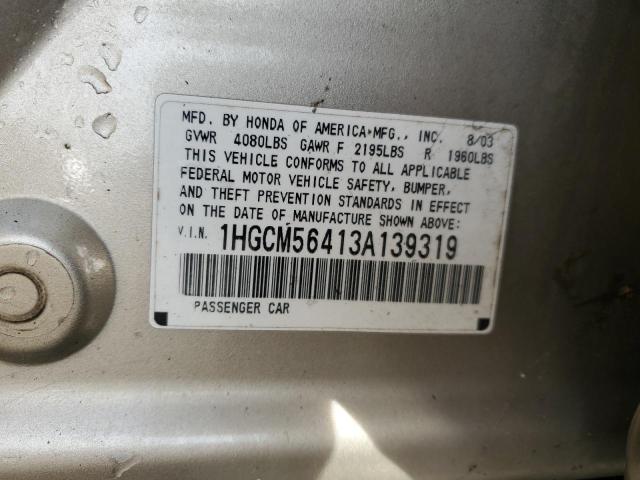 MFD. BY HONDA OF AMERICA MFG., INC. 8/03
GVWR 4080LBS GAWR F 2195LBS R 1960LBS
THIS VEHICLE CONFORMS TO ALL APPLICABLE
FEDERAL MOTOR VEHICLE SAFETY, BUMPER,
AND THEFT PREVENTION STANDARDS IN EFFECT
ON THE DATE OF MANUFACTURE SHOWN ABOVE:
V.I.N. 1HGCM56413A139319
PASSENGER CAR